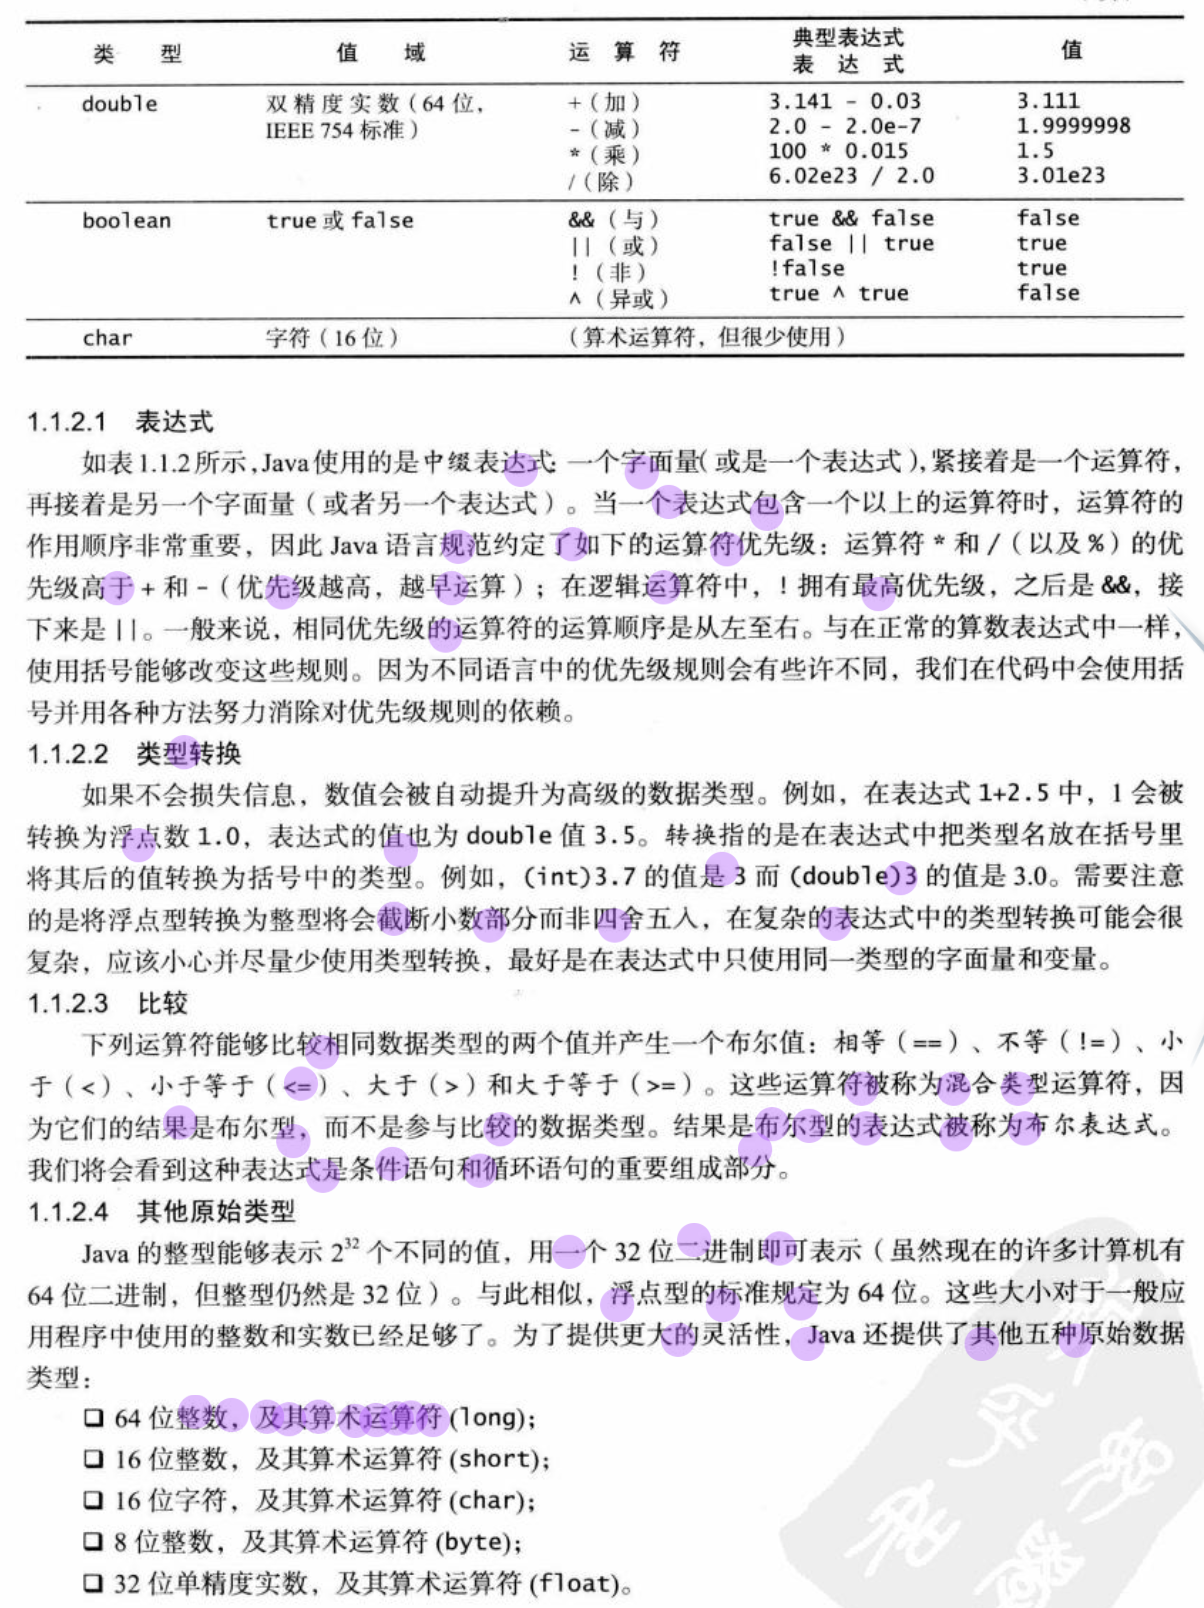 类 型 值 域 运 算 符 典型表达式 值
表 达 式
double 双精度实数（64 位， +（加） 3.141 - 0.03 3.111
IEEE 754 标准） -（减） 2.0 - 2.0e-7 1.9999998
*（乘） 100 * 0.015 1.5
/（除） 6.02e23 / 2.0 3.01e23
boolean true 或 false &&（与） true && false false
||（或） false || true true
!（非） !false true
^（异或） true ^ true false
char 字符（16 位） （算术运算符，但很少使用）
1.1.2.1 表达式
如表 1.1.2 所示，Java 使用的是中缀表达式：一个字面量（或是一个表达式），紧接着是一个运算符，
再接着是另一个字面量（或者另一个表达式）。当一个表达式包含一个以上的运算符时，运算符的
作用顺序非常重要，因此 Java 语言规范约定了如下的运算符优先级：运算符 * 和 /（以及 %）的优
先级高于 + 和 -（优先级越高，越早运算）；在逻辑运算符中，! 拥有最高优先级，之后是 &&，接
下来是 ||。一般来说，相同优先级的运算符的运算顺序是从左至右。与在正常的算数表达式中一样，
使用括号能够改变这些规则。因为不同语言中的优先级规则会有些许不同，我们在代码中会使用括
号并用各种方法努力消除对优先级规则的依赖。
1.1.2.2 类型转换
如果不会损失信息，数值会被自动提升为高级的数据类型。例如，在表达式 1+2.5 中，1 会被
转换为浮点数 1.0，表达式的值也为 double 值 3.5。转换指的是在表达式中把类型名放在括号里
将其后的值转换为括号中的类型。例如，(int)3.7 的值是 3 而 (double)3 的值是 3.0。需要注意
的是将浮点型转换为整型将会截断小数部分而非四舍五入，在复杂的表达式中的类型转换可能会很
复杂，应该小心并尽量少使用类型转换，最好是在表达式中只使用同一类型的字面量和变量。
1.1.2.3 比较
下列运算符能够比较相同数据类型的两个值并产生一个布尔值：相等（==）、不等（!=）、小
于（<）、小于等于（<=）、大于（>）和大于等于（>=）。这些运算符被称为混合类型运算符，因
为它们的结果是布尔型，而不是参与比较的数据类型。结果是布尔型的表达式被称为布尔表达式。
我们将会看到这种表达式是条件语句和循环语句的重要组成部分。
1.1.2.4 其他原始类型
Java 的整型能够表示 2³² 个不同的值，用一个 32 位二进制即可表示（虽然现在的许多计算机有
64 位二进制，但整型仍然是 32 位）。与此相似，浮点型的标准规定为 64 位。这些大小对于一般应
用程序中使用的整数和实数已经足够了。为了提供更大的灵活性，Java 还提供了其他五种原始数据
类型：
❑ 64 位整数，及其算术运算符 (long)；
❑ 16 位整数，及其算术运算符 (short)；
❑ 16 位字符，及其算术运算符 (char)；
❑ 8 位整数，及其算术运算符 (byte)；
❑ 32 位单精度实数，及其算术运算符 (float)。